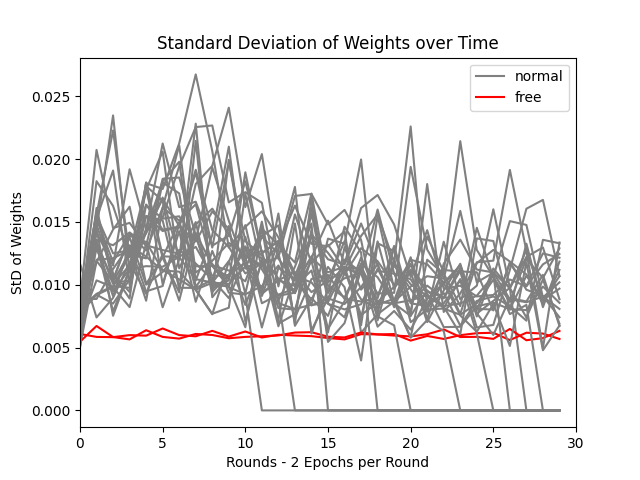 Standard Deviation of Weights over Time
normal
free
StD of Weights
0.025
0.020
0.015
0.010
0.005
0.000
0
5
10
15
20
25
30
Rounds - 2 Epochs per Round